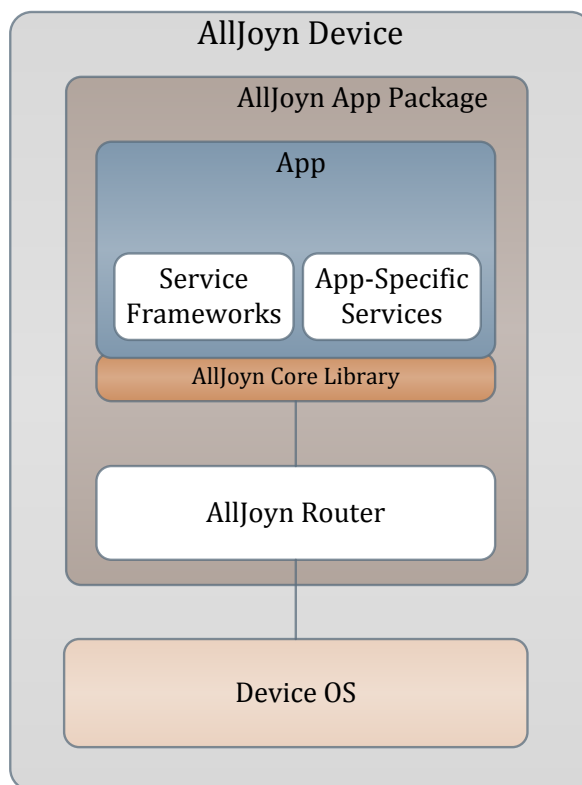 AllJoyn Device
AllJoyn App Package
App
Service
Frameworks
App-Specific
Services
AllJoyn Core Library
AllJoyn Router
Device OS